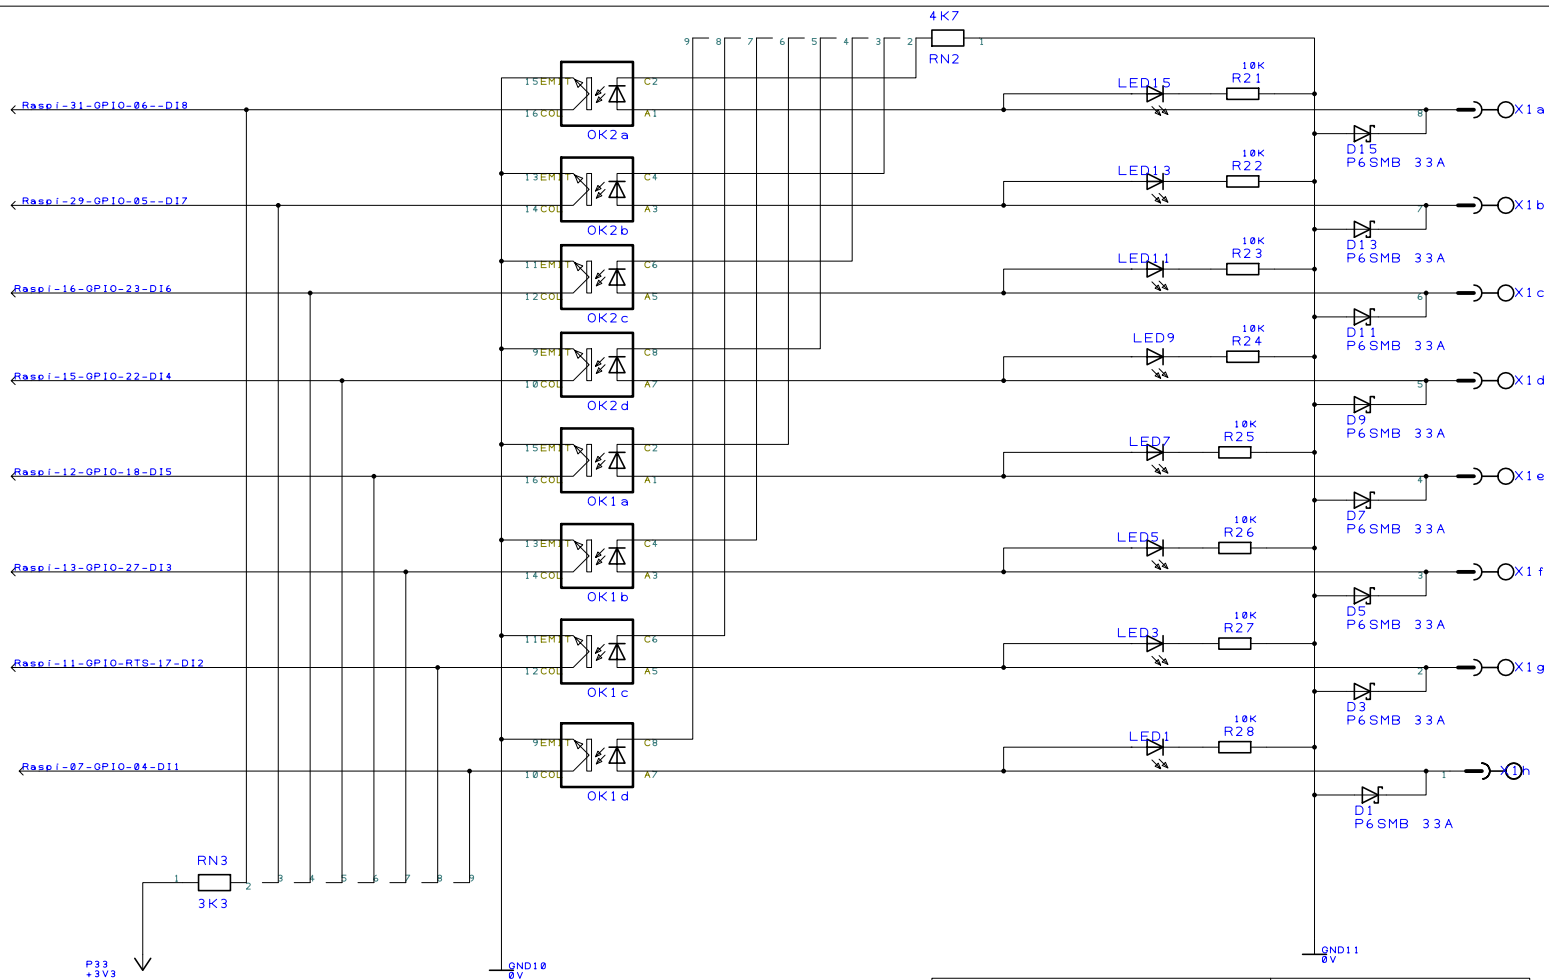 4K7
9 8 7 6 5 4 3 2 1
RN2
15EMIT C2 LED15 10K R21
Raspi-31-GPIO-06--DI8 16COL A1 8 X1a
OK2a D15
P6SMB 33A
13EMIT C4 LED13 10K R22
Raspi-29-GPIO-05--DI7 14COL A3 7 X1b
OK2b D13
P6SMB 33A
11EMIT C6 LED11 10K R23
Raspi-16-GPIO-23-DI6 12COL A5 6 X1c
OK2c D11
P6SMB 33A
9EMIT C8 LED9 10K R24
Raspi-15-GPIO-22-DI4 10COL A7 5 X1d
OK2d D9
P6SMB 33A
15EMIT C2 LED7 10K R25
Raspi-12-GPIO-18-DI5 16COL A1 4 X1e
OK1a D7
P6SMB 33A
13EMIT C4 LED5 10K R26
Raspi-13-GPIO-27-DI3 14COL A3 3 X1f
OK1b D5
P6SMB 33A
11EMIT C6 LED3 10K R27
Raspi-11-GPIO-RTS-17-DI2 12COL A5 2 X1g
OK1c D3
P6SMB 33A
9EMIT C8 LED1 10K R28
Raspi-07-GPIO-04-DI1 10COL A7 1 X1h
OK1d D1
P6SMB 33A
RN3
1 2 3 4 5 6 7 8 9
3K3
P33
+3V3
GND10
0V
GND11
0V